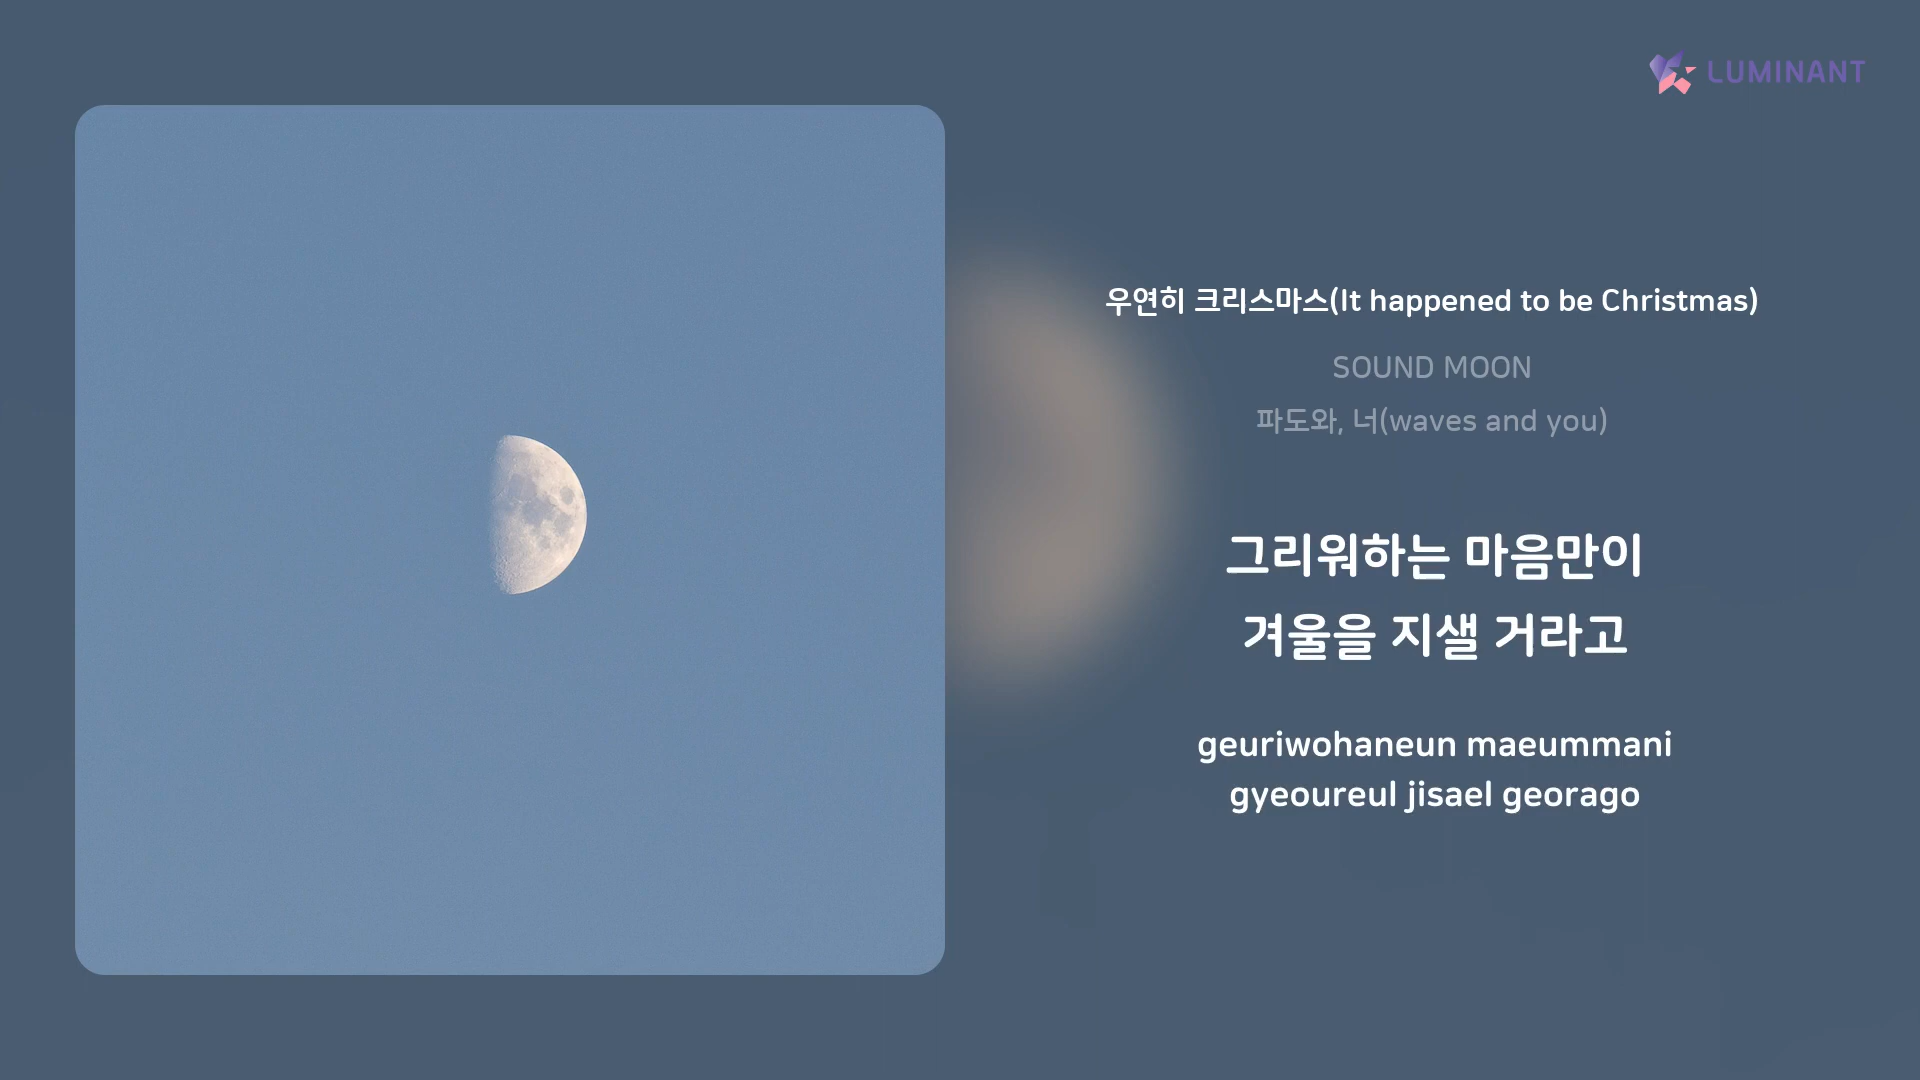 LUMINANT
우연히 크리스마스(It happened to be Christmas)
SOUND MOON
파도와, 너(waves and you)
그리워하는 마음만이
겨울을 지샐 거라고
geuriwohaneun maeummani
gyeoureul jisael georago